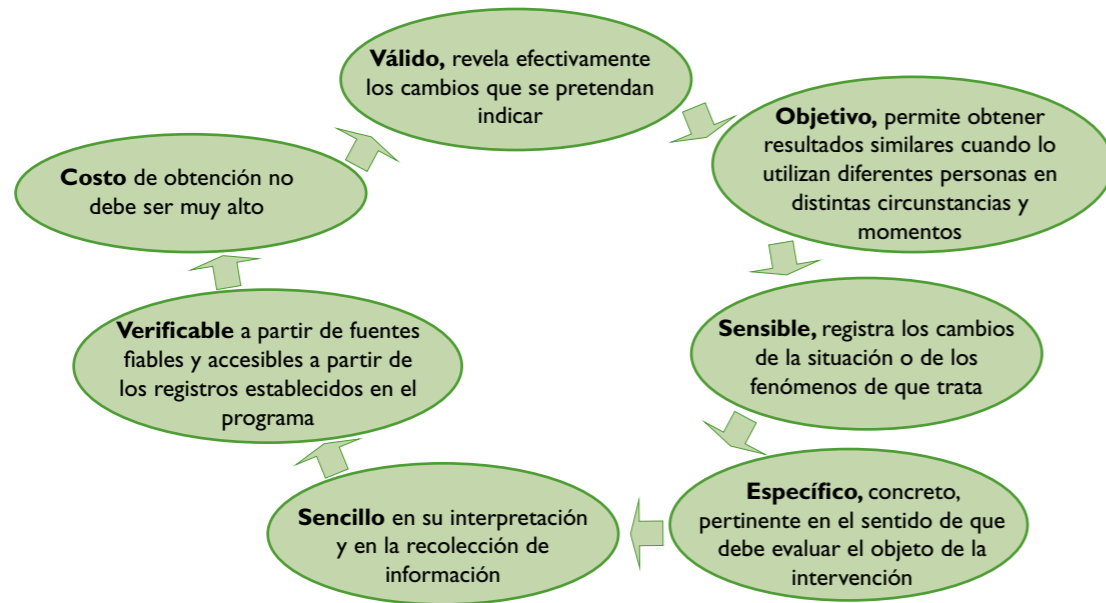 Válido, revela efectivamente
los cambios que se pretendan
indicar
Objetivo, permite obtener
resultados similares cuando lo
utilizan diferentes personas en
distintas circunstancias y
momentos
Sensible, registra los cambios
de la situación o de los
fenómenos de que trata
Específico, concreto,
pertinente en el sentido de que
debe evaluar el objeto de la
intervención
Sencillo en su interpretación
y en la recolección de
información
Verificable a partir de fuentes
fiables y accesibles a partir de
los registros establecidos en el
programa
Costo de obtención no
debe ser muy alto